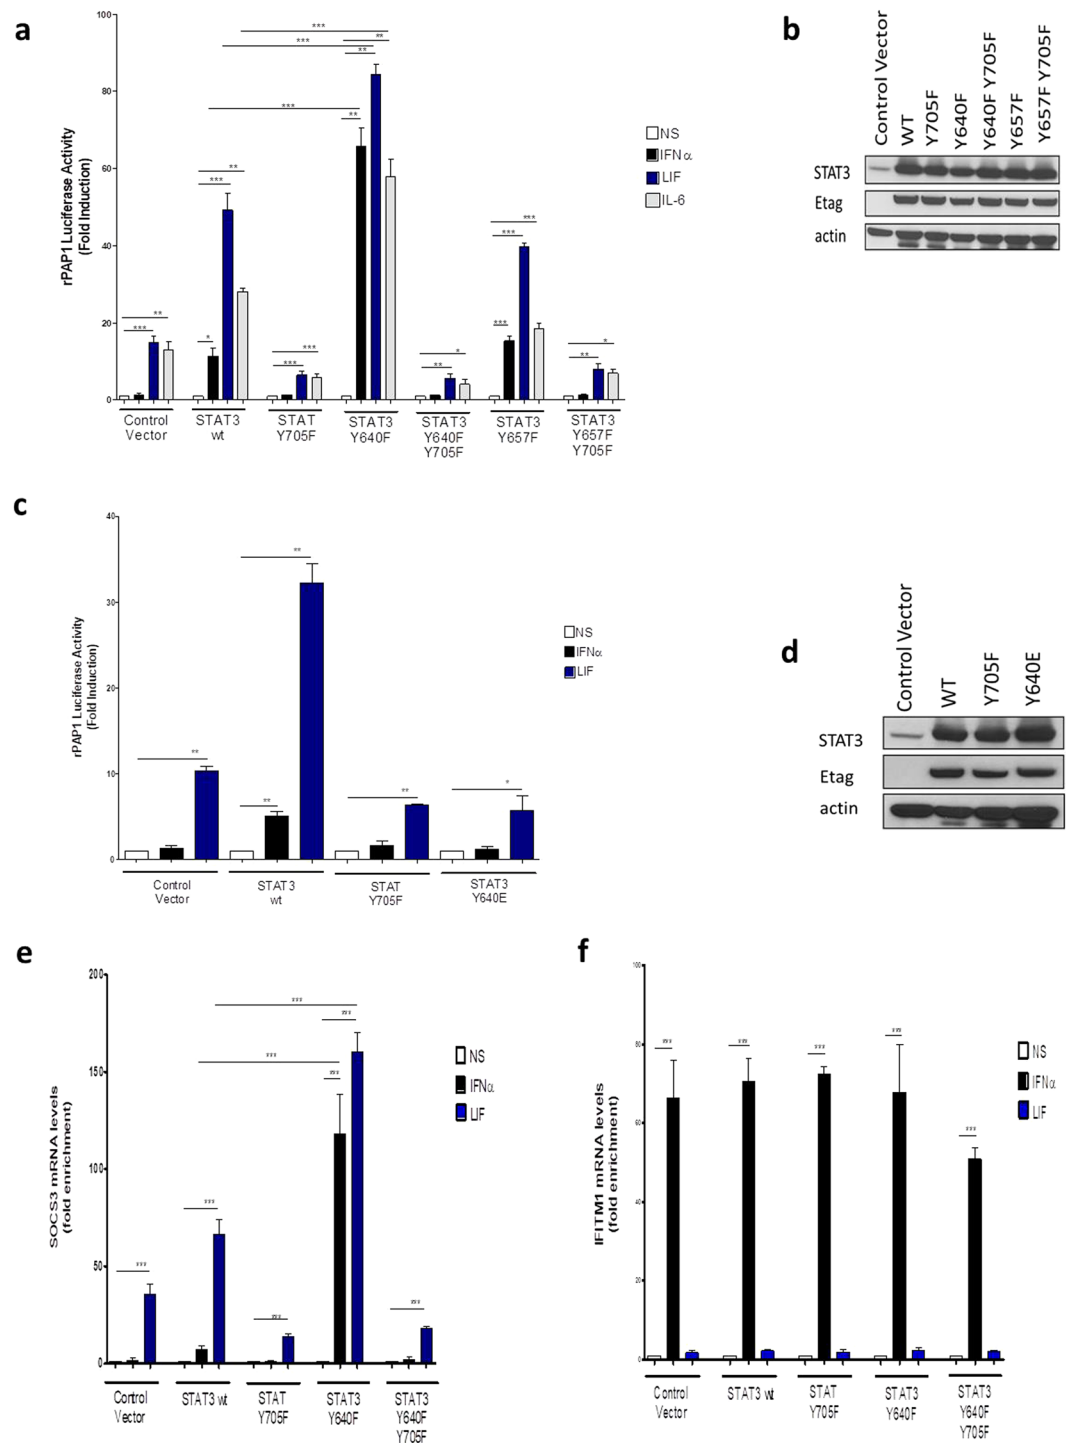 a
100
80
60
40
20
0
rPAP1 Luciferase Activity
(Fold Induction)
*** ** * *** ** *** *** ** ** ** *** *** *** ** * *** *** *** ** *
NS
IFNα
LIF
IL-6
Control
Vector
STAT3
wt
STAT
Y705F
STAT3
Y640F
STAT3
Y640F
Y705F
STAT3
Y657F
STAT3
Y657F
Y705F
b
Control Vector
WT
Y705F
Y640F
Y640F Y705F
Y657F
Y657F Y705F
STAT3
Etag
actin
c
40
30
20
10
0
rPAP1 Luciferase Activity
(Fold Induction)
** ** ** ** *
NS
IFNα
LIF
Control
Vector
STAT3
wt
STAT
Y705F
STAT3
Y640E
d
Control Vector
WT
Y705F
Y640E
STAT3
Etag
actin
e
200
150
100
50
0
SOCS3 mRNA levels
(fold enrichment)
*** *** *** *** *** *** *** ***
NS
IFNα
LIF
Control
Vector
STAT3 wt
STAT
Y705F
STAT3
Y640F
STAT3
Y640F
Y705F
f
100
80
60
40
20
0
IFITM1 mRNA levels
(fold enrichment)
*** *** *** *** ***
NS
IFNα
LIF
Control
Vector
STAT3 wt
STAT
Y705F
STAT3
Y640F
STAT3
Y640F
Y705F